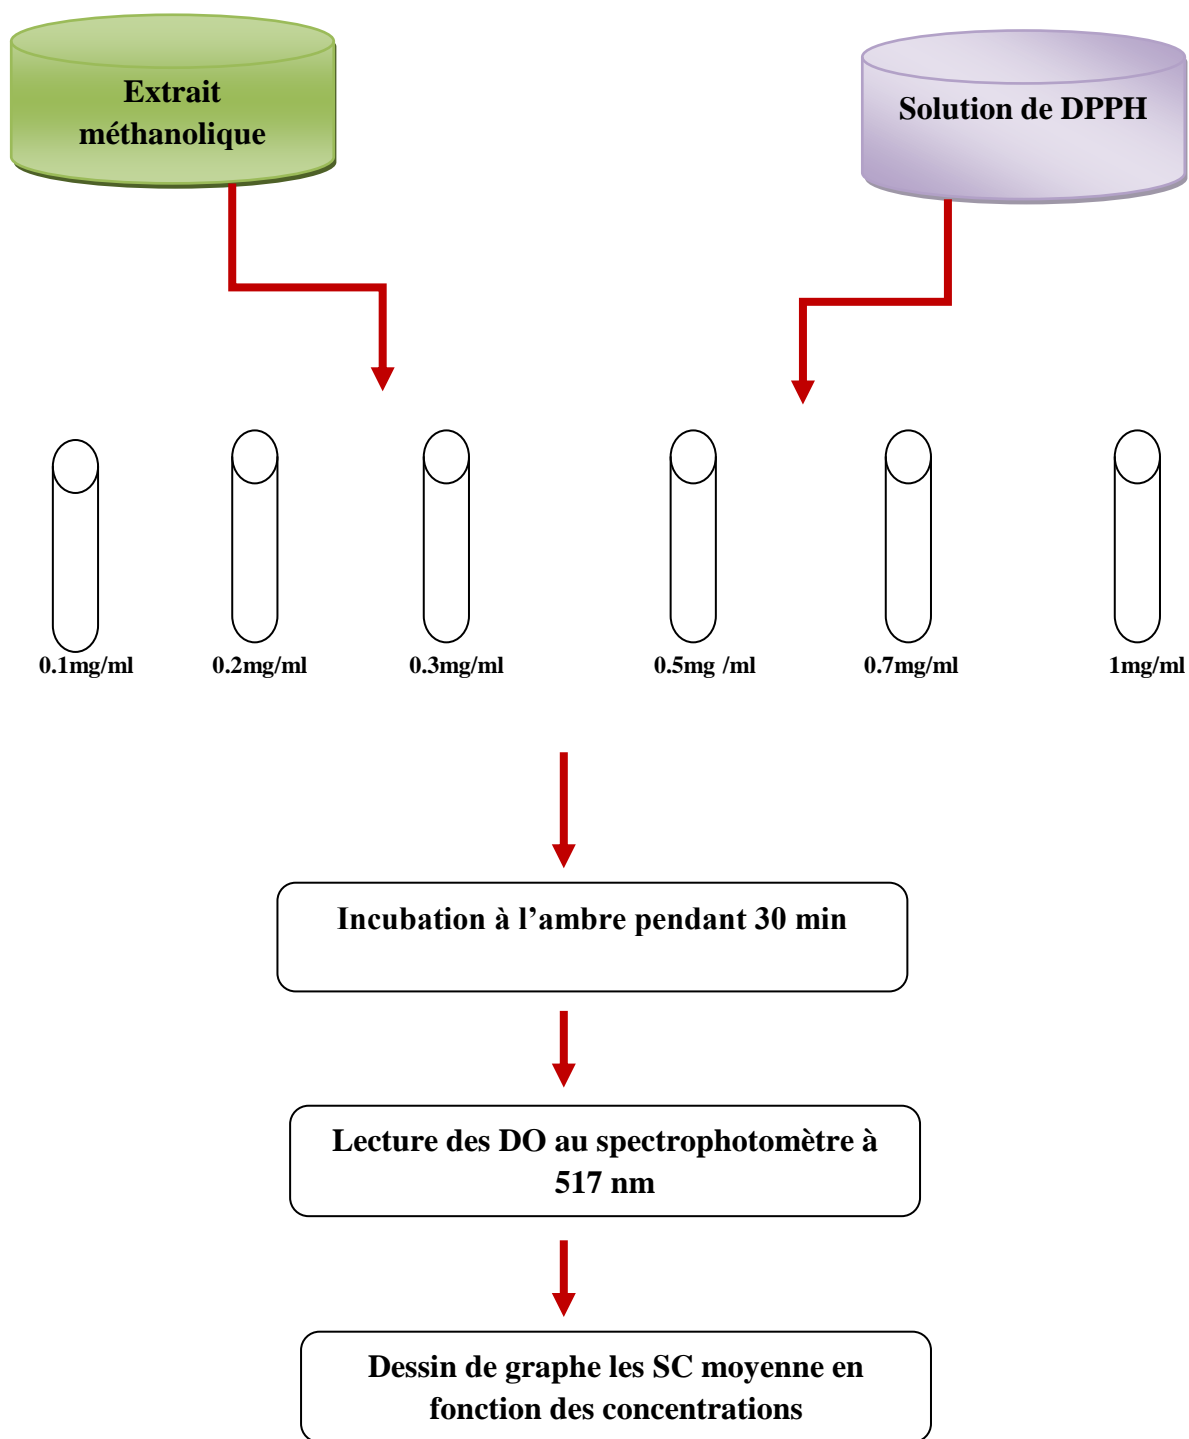 Extrait
méthanolique
Solution de DPPH
0.1mg/ml
0.2mg/ml
0.3mg/ml
0.5mg /ml
0.7mg/ml
1mg/ml
Incubation à l’ambre pendant 30 min
Lecture des DO au spectrophotomètre à
517 nm
Dessin de graphe les SC moyenne en
fonction des concentrations